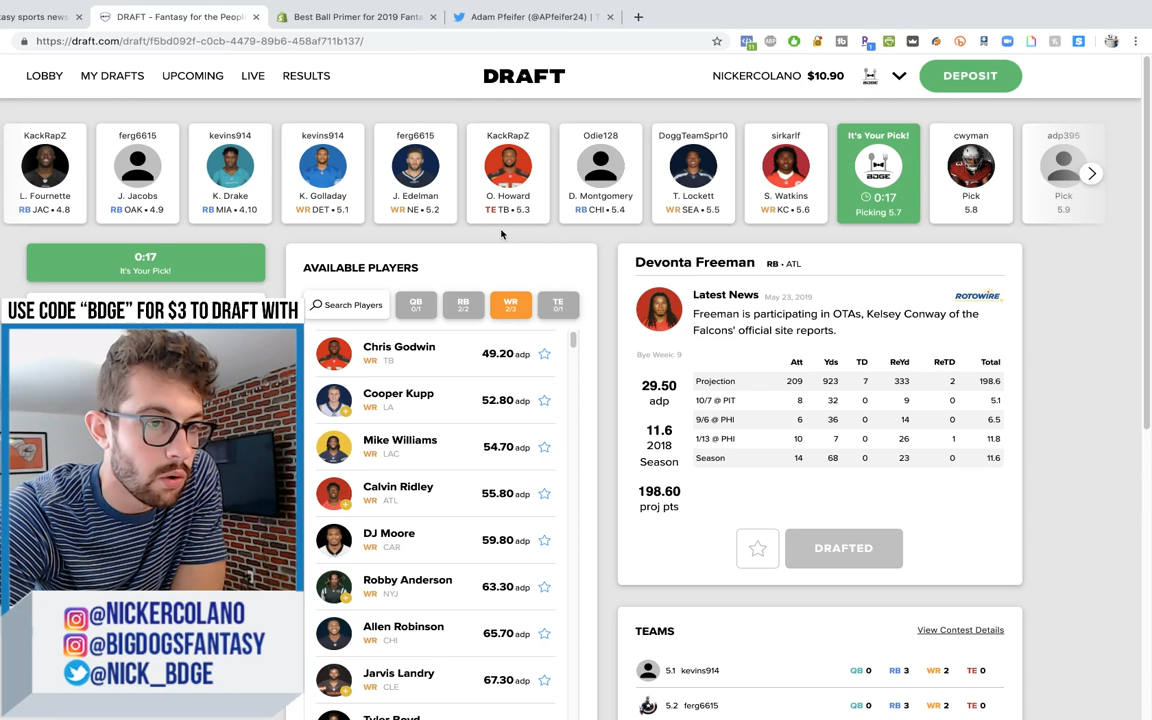 asy sports news
DRAFT - Fantasy for the Peopl
Best Ball Primer for 2019 Fanta
Adam Pfeifer (@APfeifer24) | T
https://draft.com/draft/f5bd092f-c0cb-4479-89b6-458af711b137/
LOBBY MY DRAFTS UPCOMING LIVE RESULTS DRAFT NICKERCOLANO $10.90 DEPOSIT
KackRapZ
L. Fournette
RB JAC • 4.8
ferg6615
J. Jacobs
RB OAK • 4.9
kevins914
K. Drake
RB MIA • 4.10
kevins914
K. Golladay
WR DET • 5.1
ferg6615
J. Edelman
WR NE • 5.2
KackRapZ
O. Howard
TE TB • 5.3
Odie128
D. Montgomery
RB CHI • 5.4
DoggTeamSpr10
T. Lockett
WR SEA • 5.5
sirkarlf
S. Watkins
WR KC • 5.6
It's Your Pick!
BDGE
0:17
Picking 5.7
cwyman
Pick
5.8
adp395
Pick
5.9
0:17
It's Your Pick!
USE CODE "BDGE" FOR $3 TO DRAFT WITH
@NICKERCOLANO
@BIGDOGSFANTASY
@NICK_BDGE
AVAILABLE PLAYERS
Search Players
QB 0/1
RB 2/2
WR 2/3
TE 0/1
Chris Godwin
WR TB
49.20 adp
Cooper Kupp
WR LA
52.80 adp
Mike Williams
WR LAC
54.70 adp
Calvin Ridley
WR ATL
55.80 adp
DJ Moore
WR CAR
59.80 adp
Robby Anderson
WR NYJ
63.30 adp
Allen Robinson
WR CHI
65.70 adp
Jarvis Landry
WR CLE
67.30 adp
Tyler Boyd
Devonta Freeman RB • ATL
Latest News May 23, 2019
ROTOWIRE
Freeman is participating in OTAs, Kelsey Conway of the
Falcons' official site reports.
Bye Week: 9
29.50
adp
11.6
2018
Season
198.60
proj pts
Att Yds TD ReYd ReTD Total
Projection 209 923 7 333 2 198.6
10/7 @ PIT 8 32 0 9 0 5.1
9/6 @ PHI 6 36 0 14 0 6.5
1/13 @ PHI 10 7 0 26 1 11.8
Season 14 68 0 23 0 11.6
DRAFTED
TEAMS
View Contest Details
5.1 kevins914 QB 0 RB 3 WR 2 TE 0
5.2 ferg6615 QB 0 RB 3 WR 2 TE 0